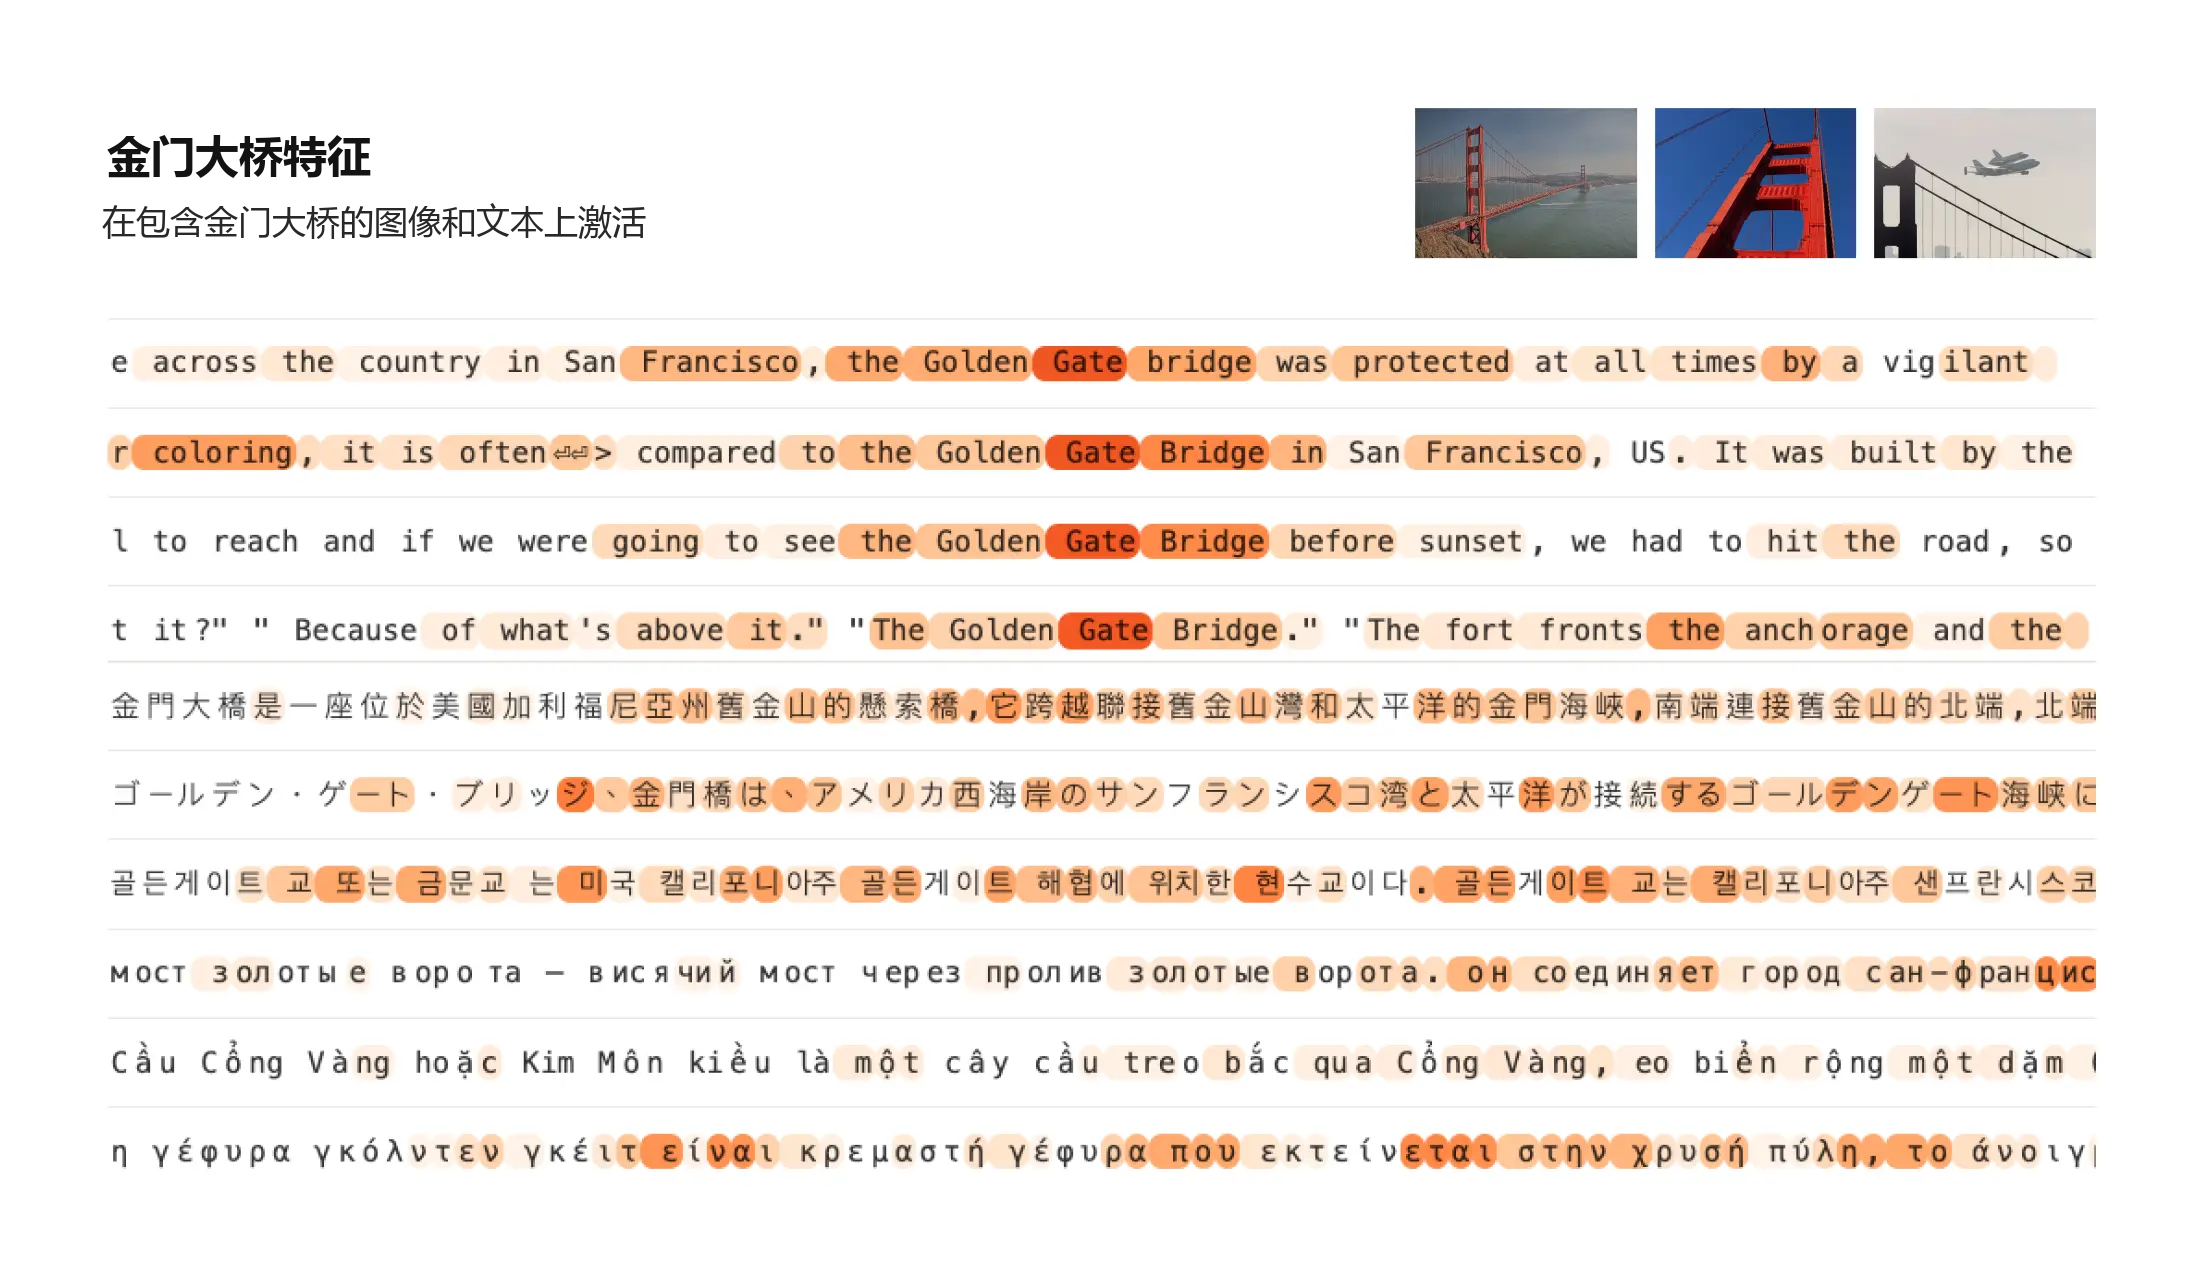 金门大桥特征
在包含金门大桥的图像和文本上激活
e across the country in San Francisco, the Golden Gate bridge was protected at all times by a vigilant
r coloring, it is often⏎⏎> compared to the Golden Gate Bridge in San Francisco, US. It was built by the
l to reach and if we were going to see the Golden Gate Bridge before sunset, we had to hit the road, so
t it?" " Because of what's above it." "The Golden Gate Bridge." "The fort fronts the anchorage and the
金門大橋是一座位於美國加利福尼亞州舊金山的懸索橋,它跨越聯接舊金山灣和太平洋的金門海峽,南端連接舊金山的北端,北端
ゴールデン・ゲート・ブリッジ、金門橋は、アメリカ西海岸のサンフランシスコ湾と太平洋が接続するゴールデンゲート海峡に
골든게이트 교 또는 금문교 는 미국 캘리포니아주 골든게이트 해협에 위치한 현수교이다. 골든게이트 교는 캘리포니아주 샌프란시스코
мост золотые ворота – висячий мост через пролив золотые ворота. он соединяет город сан-францис
Cầu Cổng Vàng hoặc Kim Môn kiều là một cây cầu treo bắc qua Cổng Vàng, eo biển rộng một dặm (
η γέφυρα γκόλντεν γκέιτ είναι κρεμαστή γέφυρα που εκτείνεται στην χρυσή πύλη, το άνοιγμ